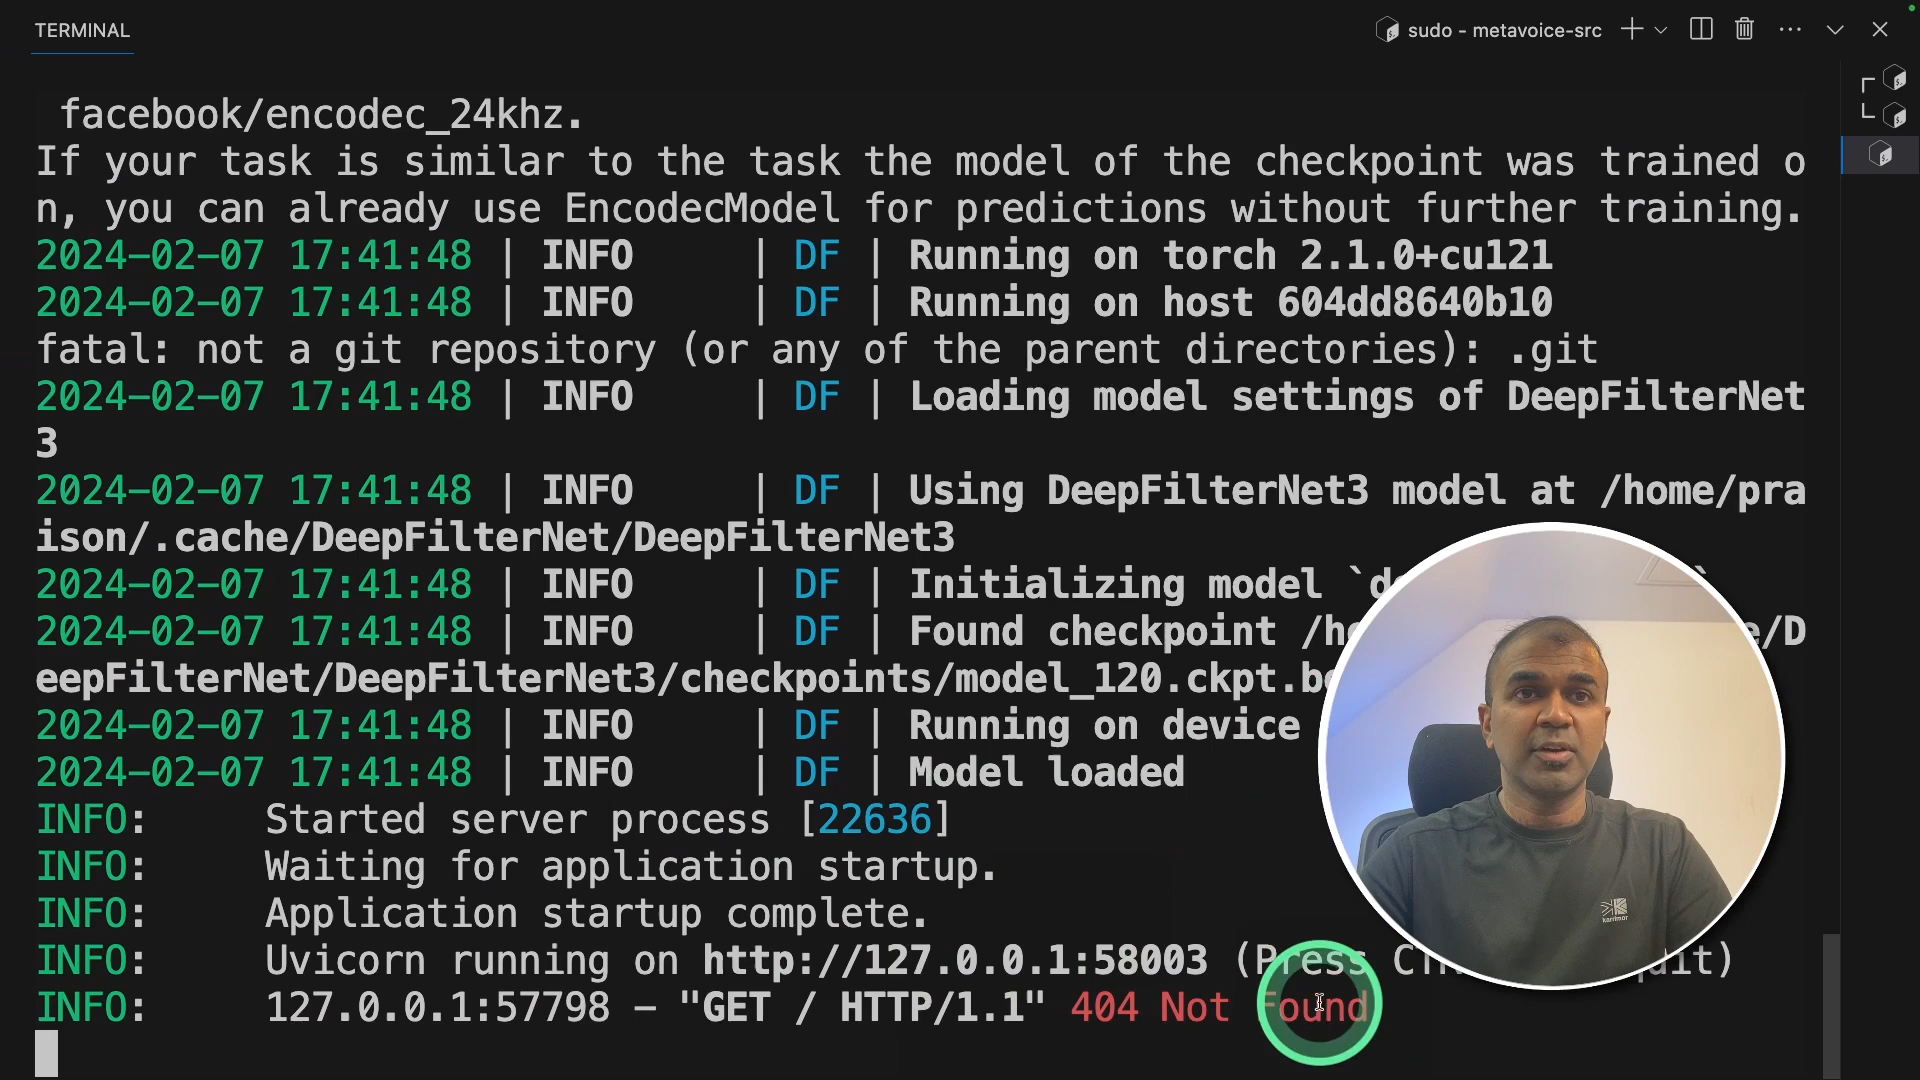 TERMINAL
sudo - metavoice-src
facebook/encodec_24khz.
If your task is similar to the task the model of the checkpoint was trained o
n, you can already use EncodecModel for predictions without further training.
2024-02-07 17:41:48 | INFO     | DF | Running on torch 2.1.0+cu121
2024-02-07 17:41:48 | INFO     | DF | Running on host 604dd8640b10
fatal: not a git repository (or any of the parent directories): .git
2024-02-07 17:41:48 | INFO     | DF | Loading model settings of DeepFilterNet
3
2024-02-07 17:41:48 | INFO     | DF | Using DeepFilterNet3 model at /home/pra
ison/.cache/DeepFilterNet/DeepFilterNet3
2024-02-07 17:41:48 | INFO     | DF | Initializing model
2024-02-07 17:41:48 | INFO     | DF | Found checkpoint
eepFilterNet/DeepFilterNet3/checkpoints/model_120.ckpt.be
2024-02-07 17:41:48 | INFO     | DF | Running on device
2024-02-07 17:41:48 | INFO     | DF | Model loaded
INFO:     Started server process [22636]
INFO:     Waiting for application startup.
INFO:     Application startup complete.
INFO:     Uvicorn running on http://127.0.0.1:58003 (Press
INFO:     127.0.0.1:57798 - "GET / HTTP/1.1" 404 Not Found
karrimor